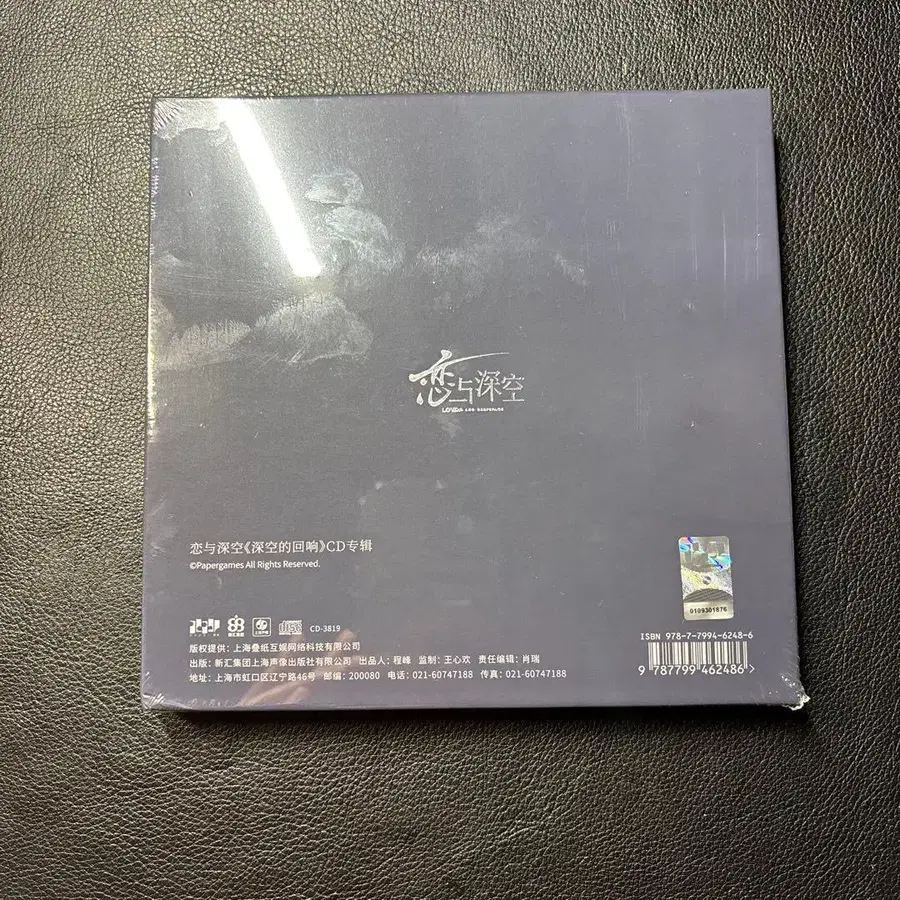 恋与深空
LOVE AND DEEPSPACE
恋与深空《深空的回响》CD专辑
©Papergames All Rights Reserved.
CD-3819
版权提供：上海叠纸互娱网络科技有限公司
出版：新汇集团上海声像出版社有限公司 出品人：程峰 监制：王心欢 责任编辑：肖瑞
地址：上海市虹口区辽宁路46号 邮编：200080 电话：021-60747188 传真：021-60747188
0109301876
ISBN 978-7-7994-6248-6
9 787799 462486